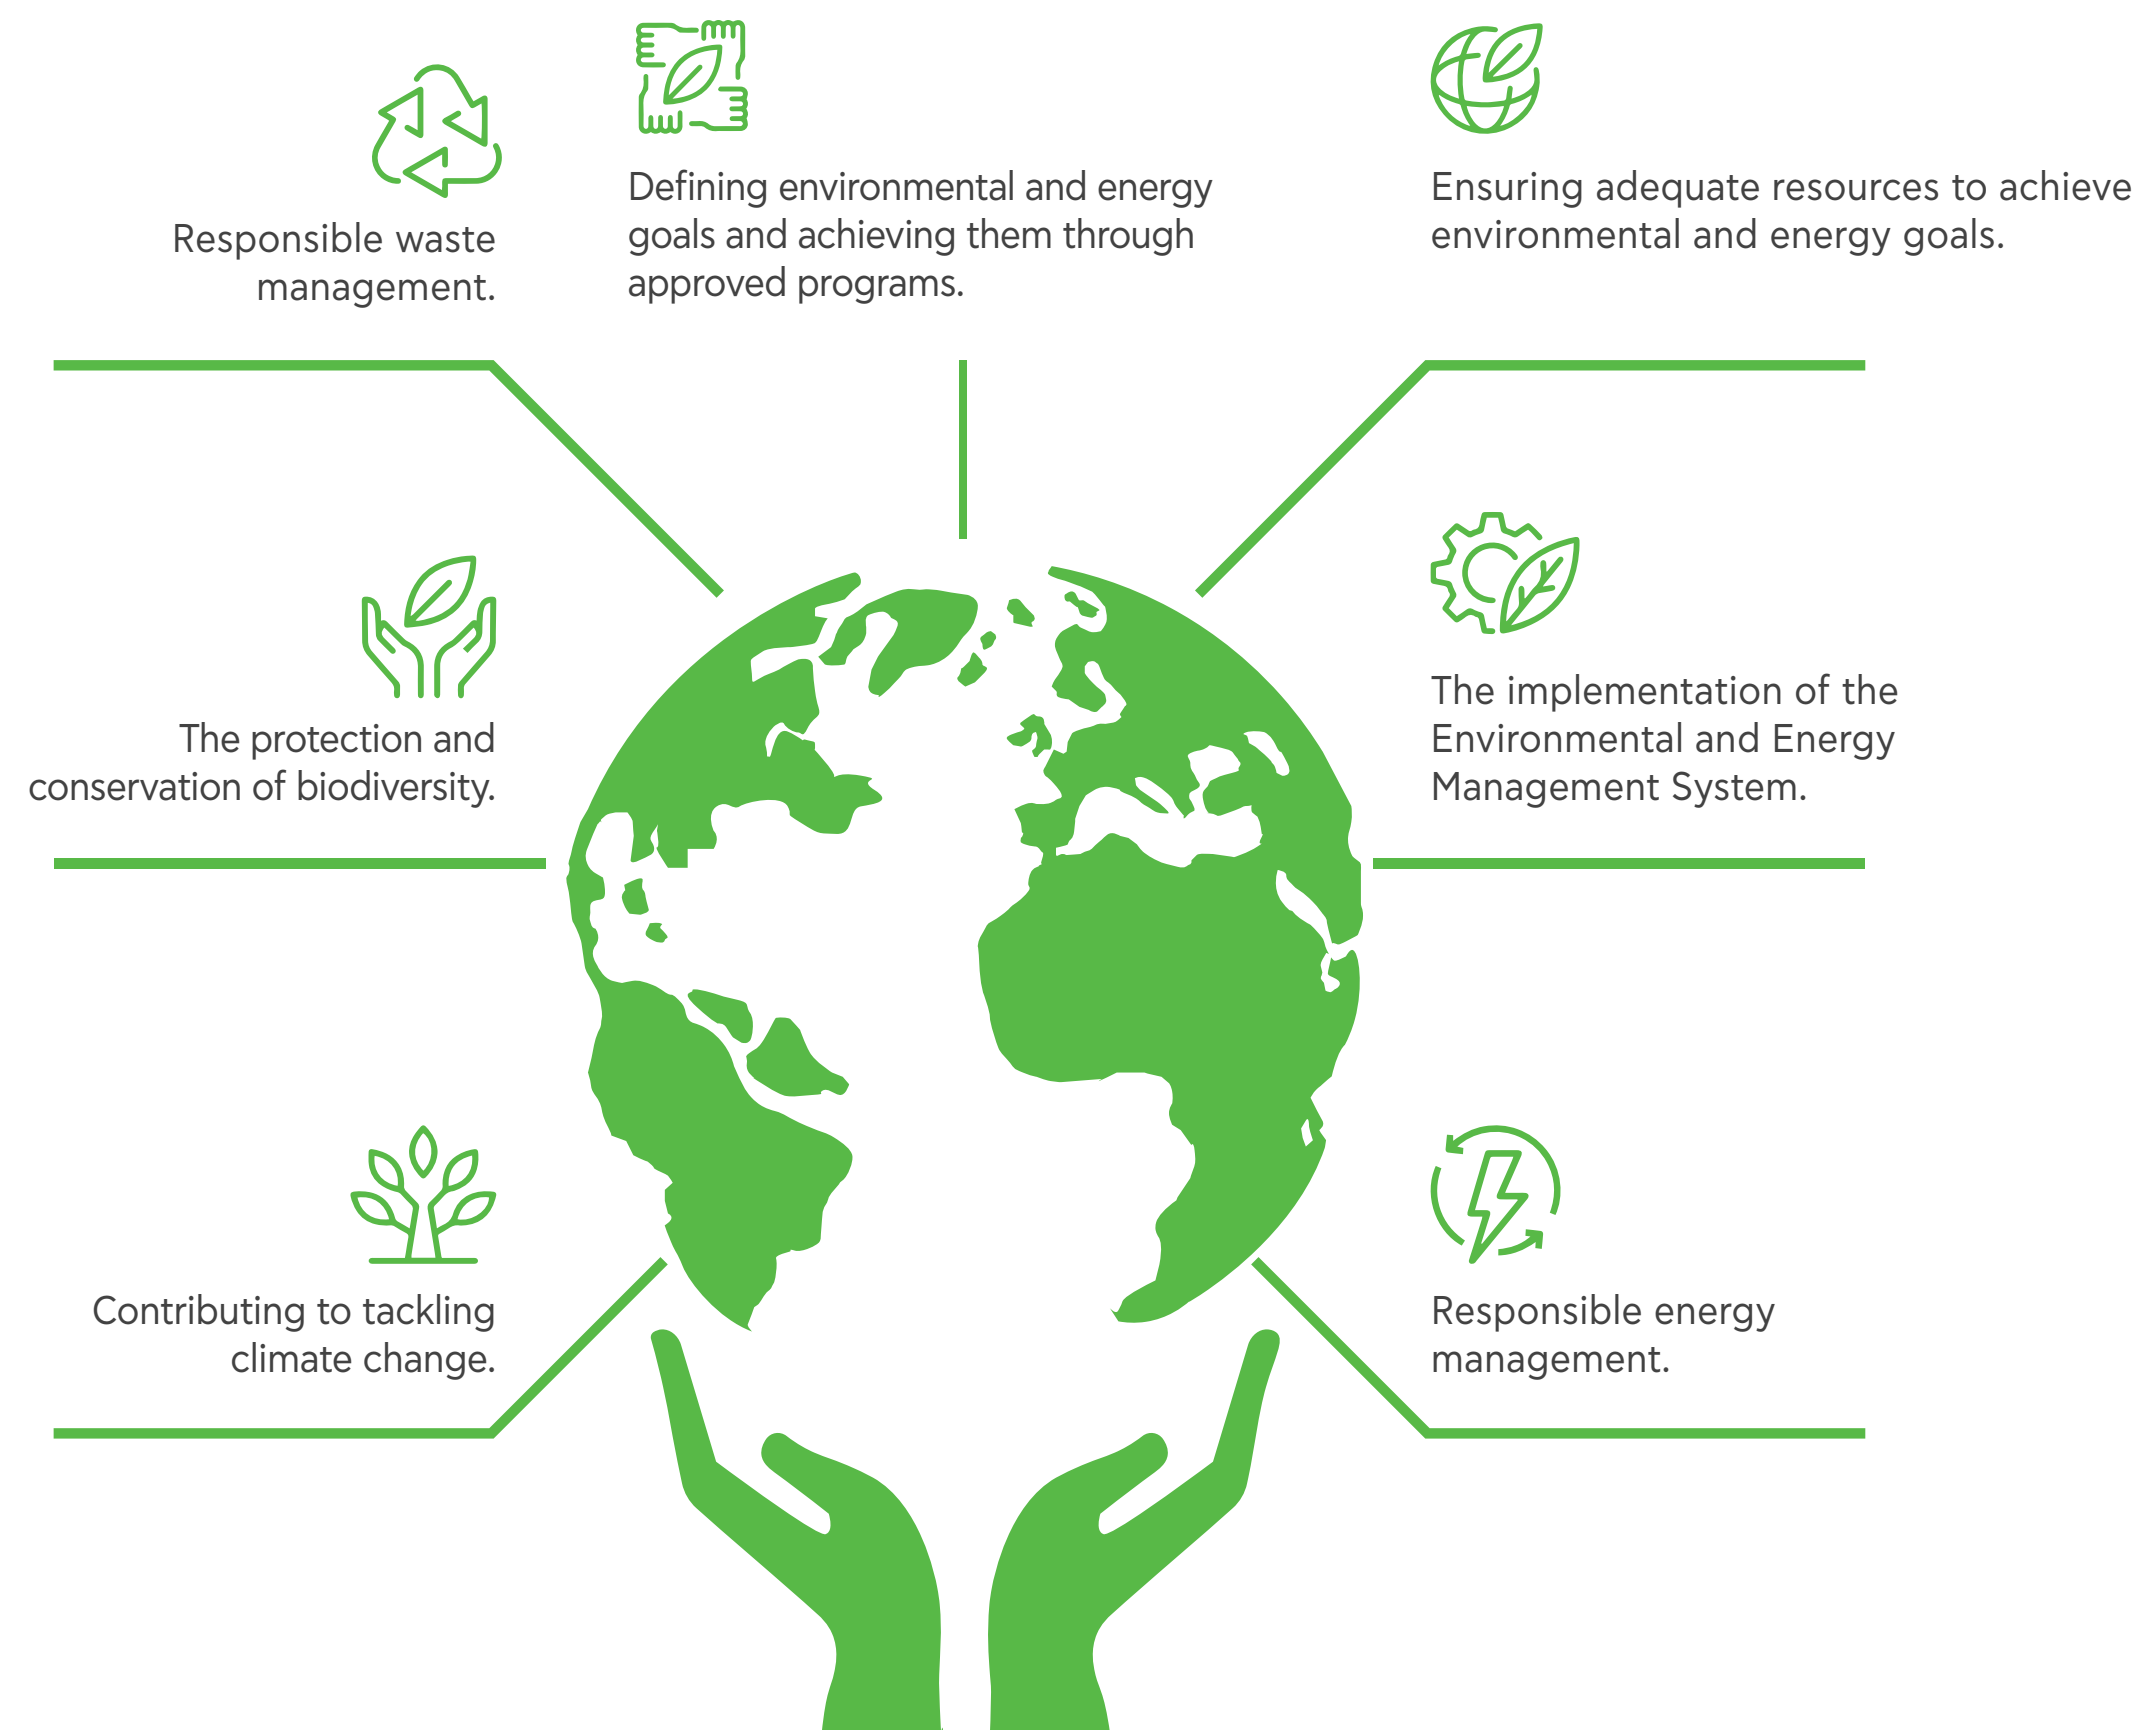 Responsible waste
management.
Defining environmental and energy
goals and achieving them through
approved programs.
Ensuring adequate resources to achieve
environmental and energy goals.
The protection and
conservation of biodiversity.
The implementation of the
Environmental and Energy
Management System.
Contributing to tackling
climate change.
Responsible energy
management.